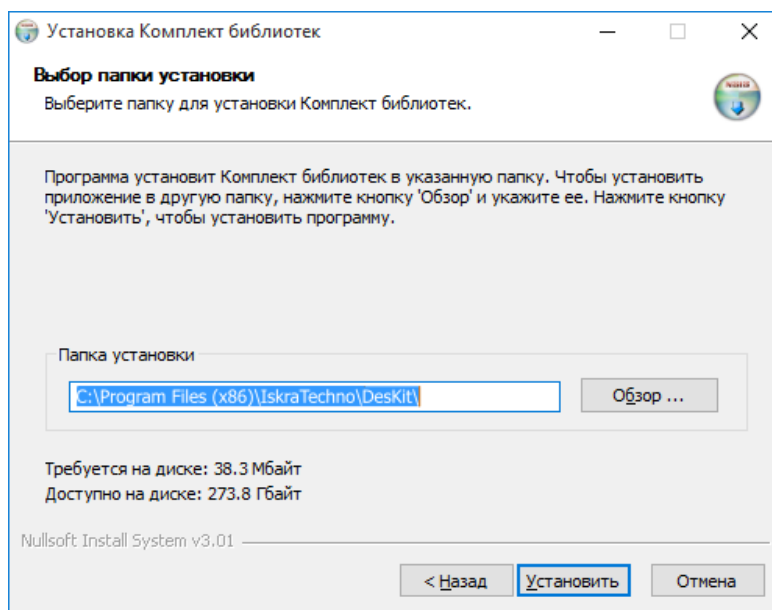 Установка Комплект библиотек
Выбор папки установки
Выберите папку для установки Комплект библиотек.
Программа установит Комплект библиотек в указанную папку. Чтобы установить
приложение в другую папку, нажмите кнопку 'Обзор' и укажите ее. Нажмите кнопку
'Установить', чтобы установить программу.
Папка установки
C:\Program Files (x86)\IskraTechno\DesKit\
Обзор ...
Требуется на диске: 38.3 Мбайт
Доступно на диске: 273.8 Гбайт
Nullsoft Install System v3.01
< Назад
Установить
Отмена